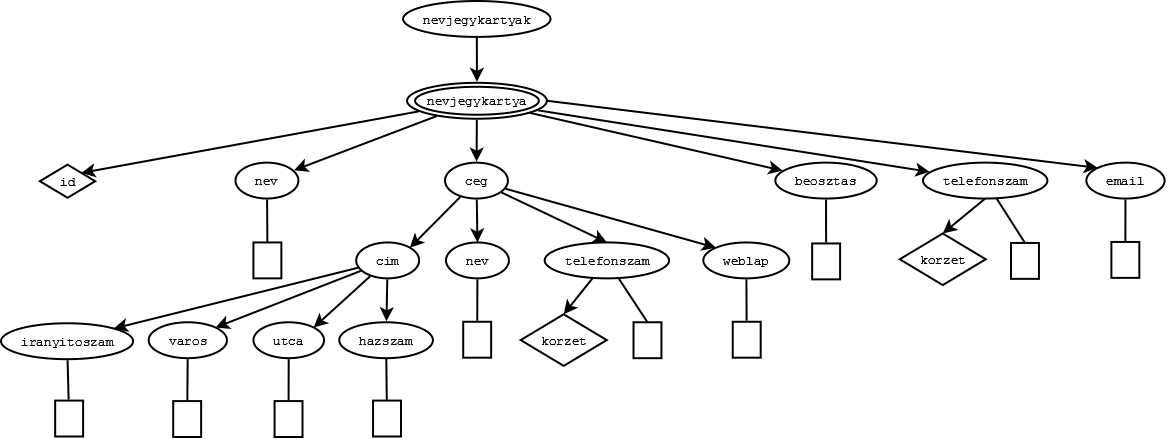 nevjegykartyak
nevjegykartya
id
nev
ceg
beosztas
telefonszam
email
cim
nev
telefonszam
weblap
korzet
iranyitoszam
varos
utca
hazszam
korzet